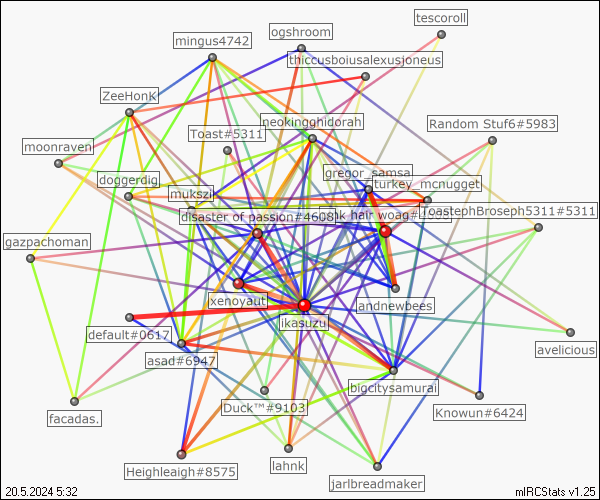 tescoroll
ogshroom
mingus4742
thiccusboiusalexusjoneus
ZeeHonk
neokingghidorah
Random Stuf6#5983
Toast#5311
moonraven
gregor_samsa
turkey_mcnugget
doggerdig
mukszi
disaster of passion#4608
nk hair woag#
ToastephBroseph5311#5311
gazpachoman
xenoyaut
andnewbees
ikasuzu
default#0617
avelicious
asad#6947
bigcitysamurai
Duck™#9103
Knowun#6424
facadas.
lahnk
Heighleaigh#8575
jarlbreadmaker
20.5.2024 5:32
mIRCStats v1.25